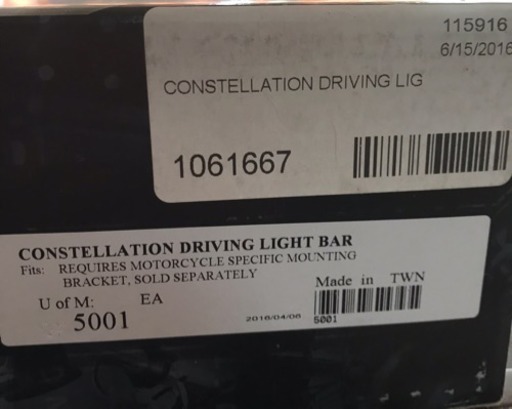 115916
6/15/2016
CONSTELLATION DRIVING LIG
1061667
CONSTELLATION DRIVING LIGHT BAR
Fits: REQUIRES MOTORCYCLE SPECIFIC MOUNTING
BRACKET, SOLD SEPARATELY
Made in TWN
U of M: EA
5001
2016/04/06
5001